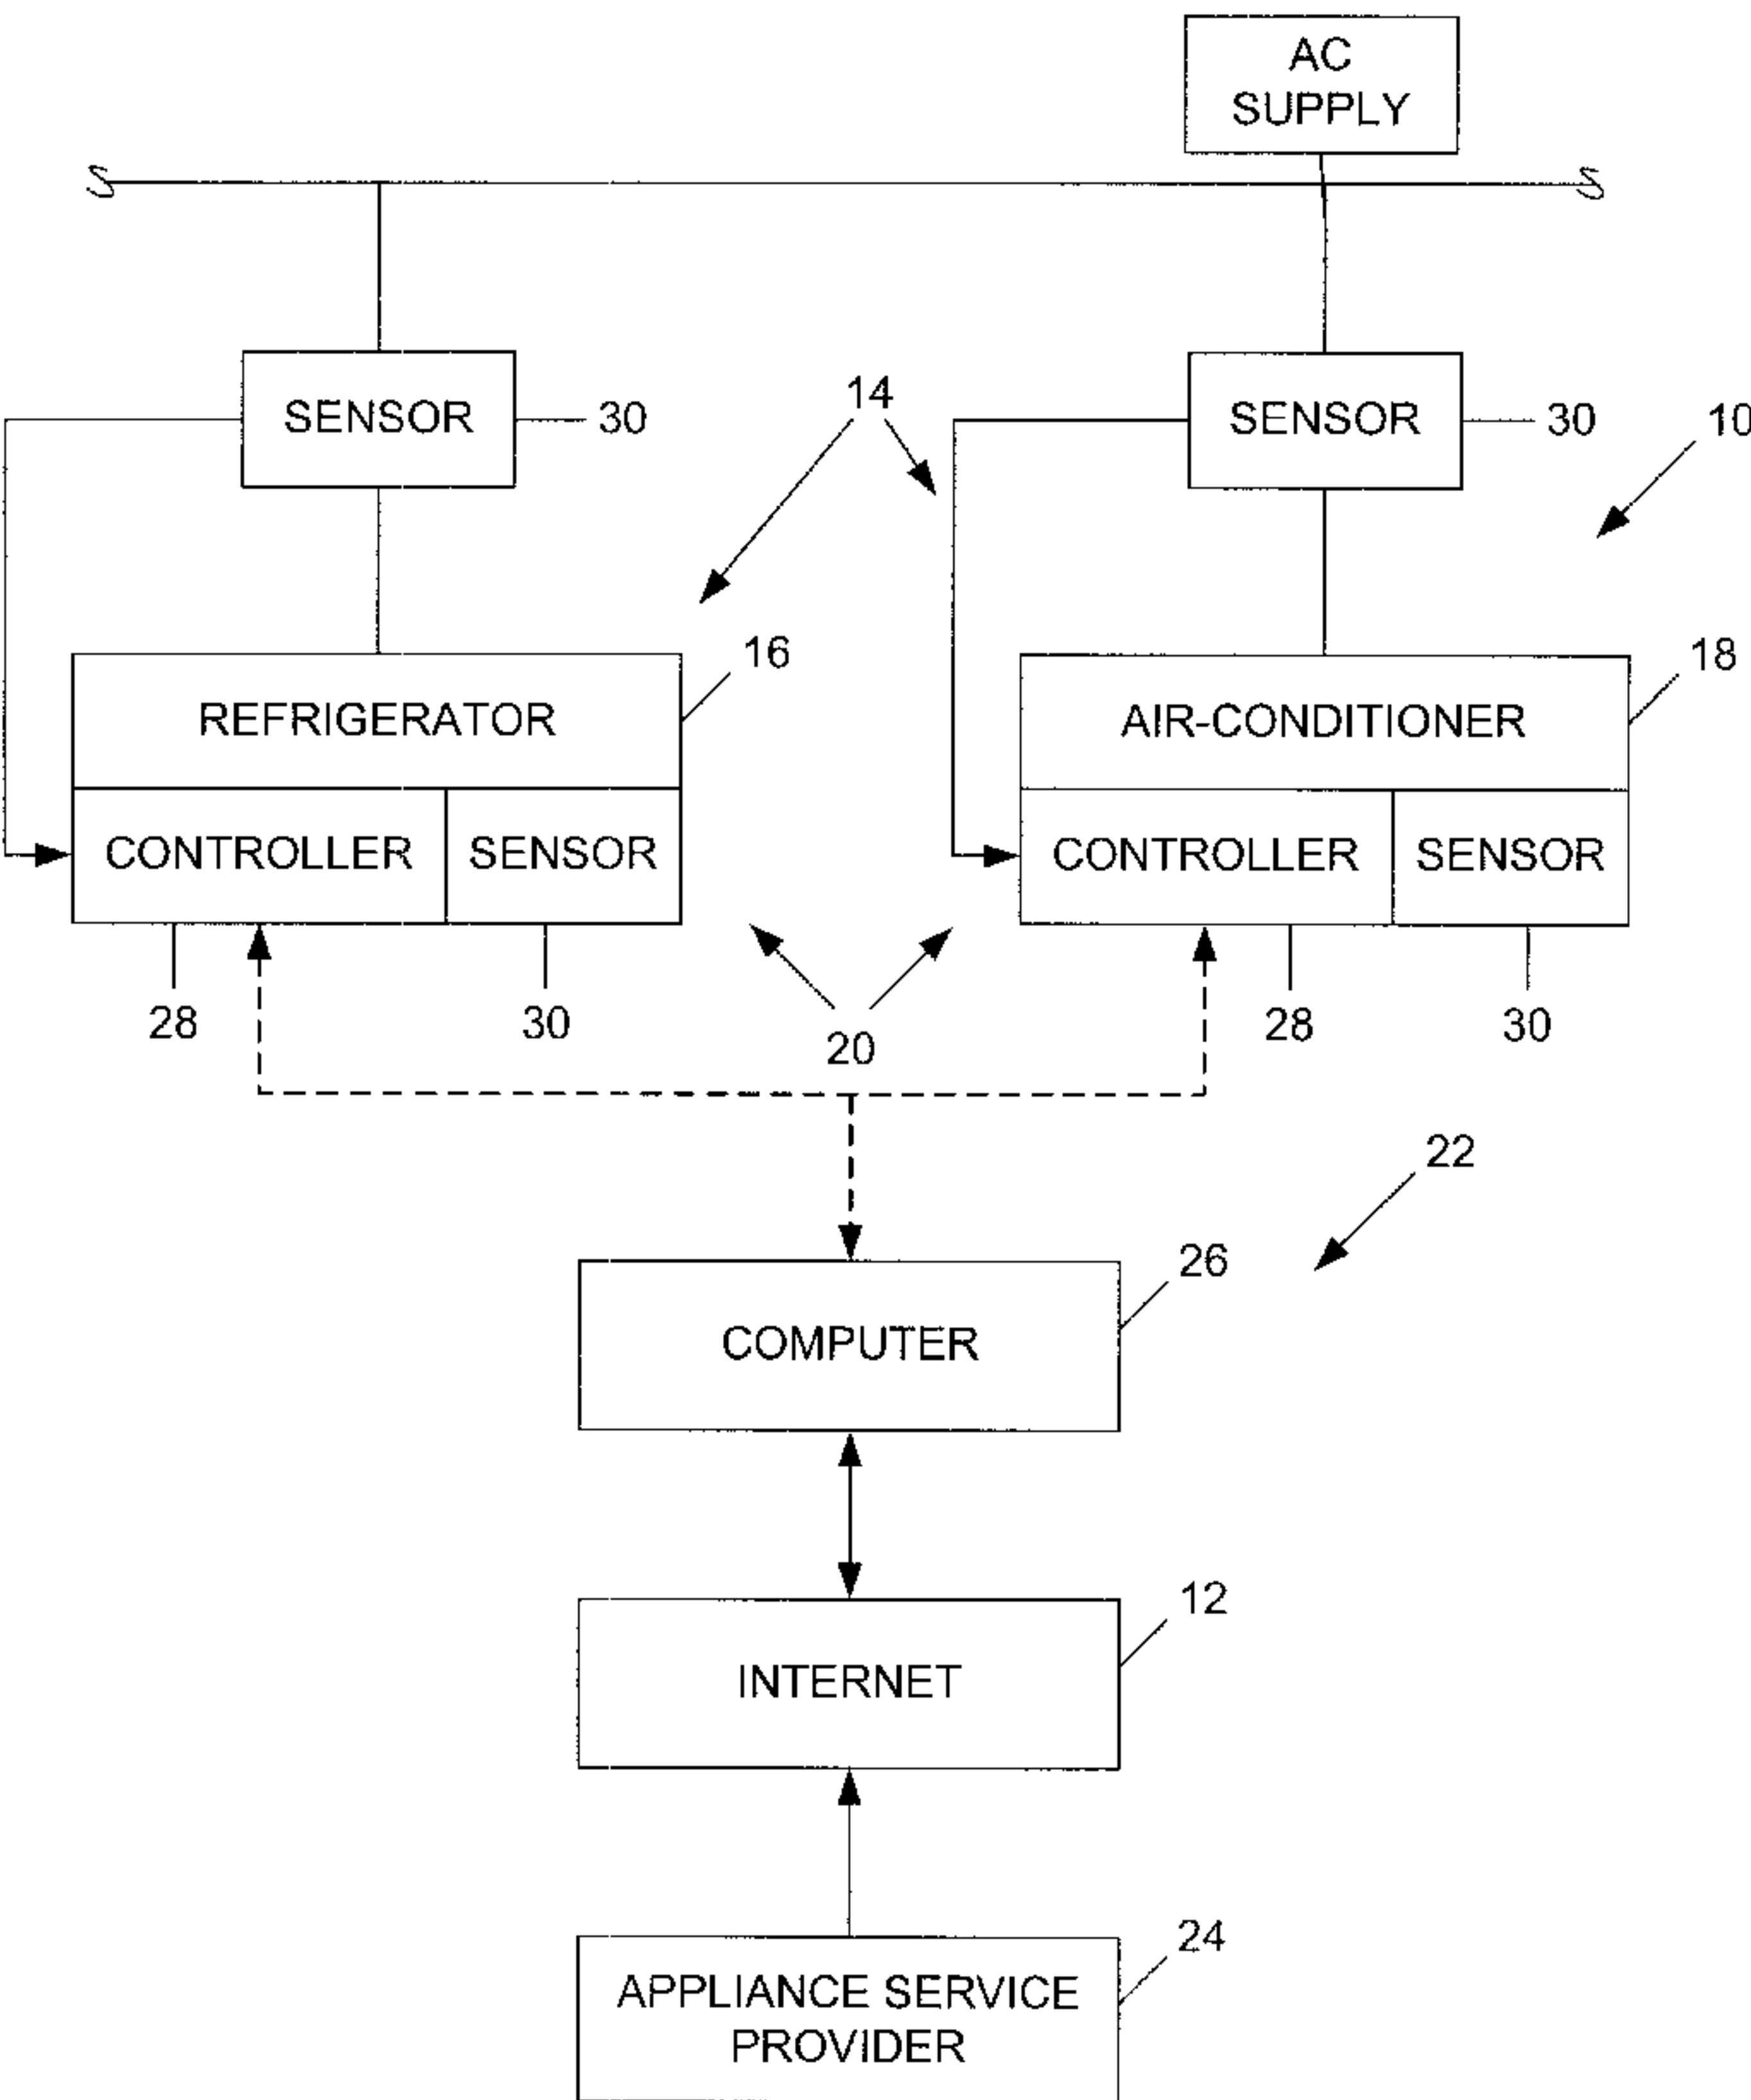 AC
SUPPLY
SENSOR
30
14
SENSOR
30
10
16
18
REFRIGERATOR
AIR-CONDITIONER
CONTROLLER
SENSOR
CONTROLLER
SENSOR
28
30
20
28
30
22
26
COMPUTER
12
INTERNET
24
APPLIANCE SERVICE
PROVIDER